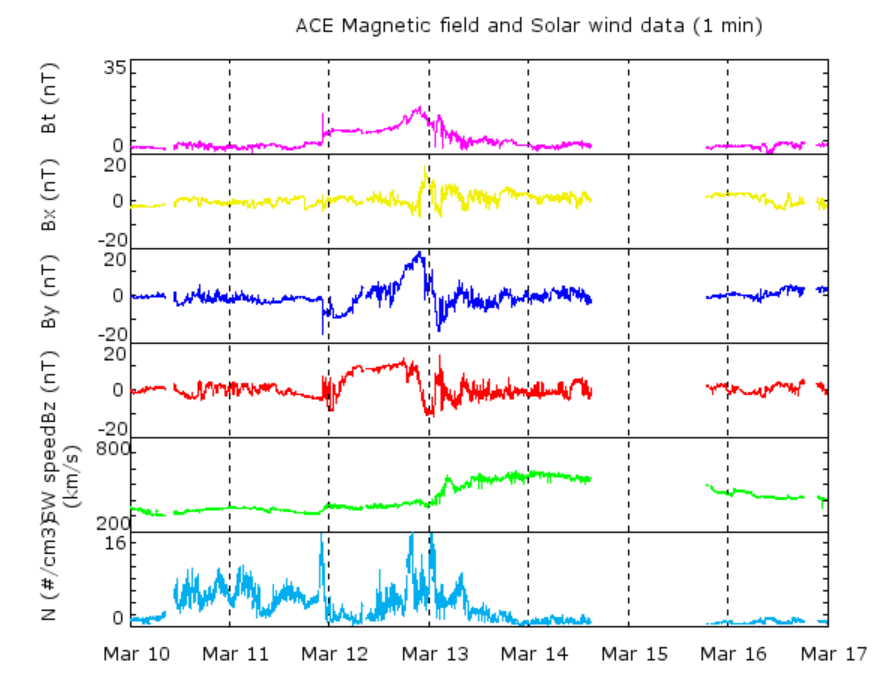 ACE Magnetic field and Solar wind data (1 min)
Bt (nT)
35
0
Bx (nT)
20
0
-20
By (nT)
20
0
-20
Bz (nT)
20
0
-20
SW speed
(km/s)
800
200
N (#/cm3)
16
0
Mar 10 Mar 11 Mar 12 Mar 13 Mar 14 Mar 15 Mar 16 Mar 17